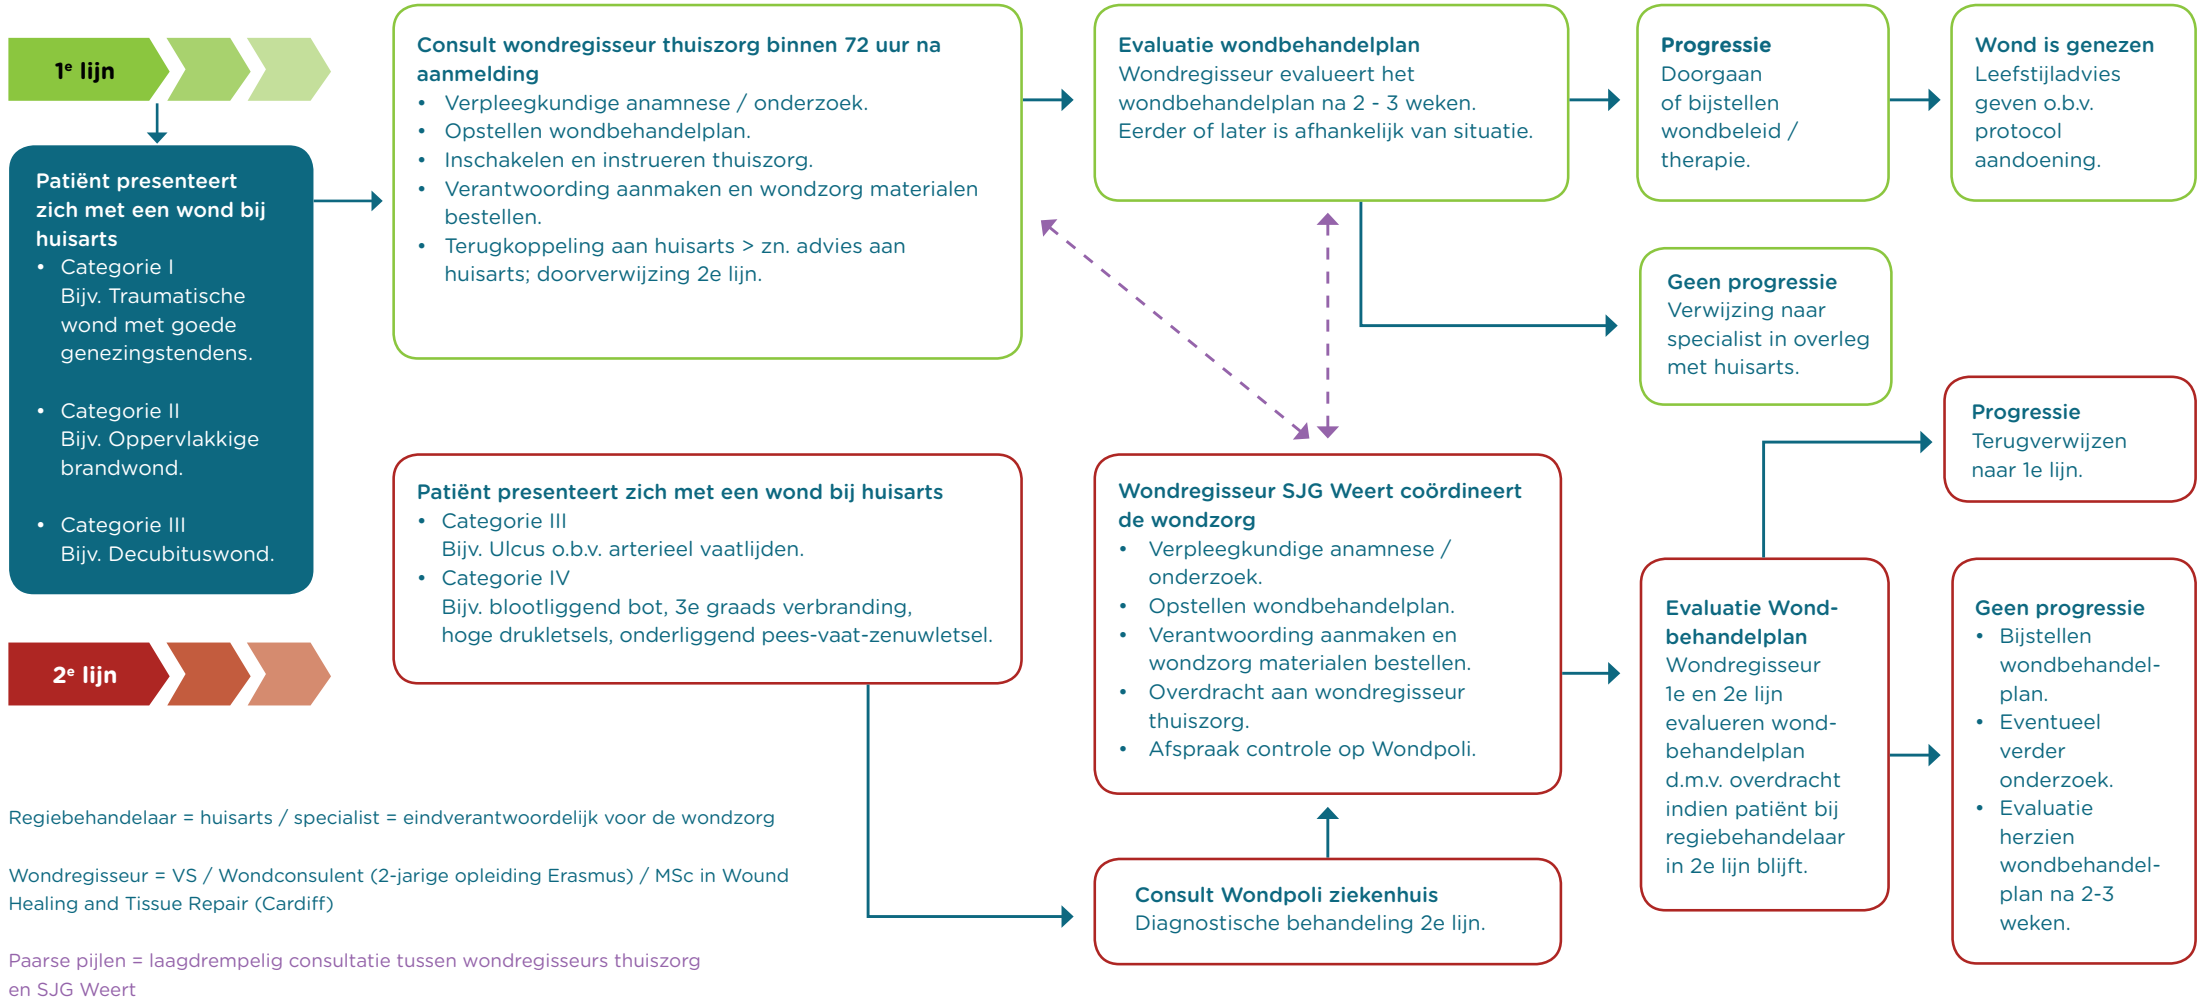 1e lijn
Patiënt presenteert
zich met een wond bij
huisarts
• Categorie I
Bijv. Traumatische
wond met goede
genezingstendens.
• Categorie II
Bijv. Oppervlakkige
brandwond.
• Categorie III
Bijv. Decubituswond.
Consult wondregisseur thuiszorg binnen 72 uur na
aanmelding
• Verpleegkundige anamnese / onderzoek.
• Opstellen wondbehandelplan.
• Inschakelen en instrueren thuiszorg.
• Verantwoording aanmaken en wondzorg materialen
bestellen.
• Terugkoppeling aan huisarts > zn. advies aan
huisarts; doorverwijzing 2e lijn.
Evaluatie wondbehandelplan
Wondregisseur evalueert het
wondbehandelplan na 2 - 3 weken.
Eerder of later is afhankelijk van situatie.
Progressie
Doorgaan
of bijstellen
wondbeleid /
therapie.
Wond is genezen
Leefstijladvies
geven o.b.v.
protocol
aandoening.
Geen progressie
Verwijzing naar
specialist in overleg
met huisarts.
2e lijn
Patiënt presenteert zich met een wond bij huisarts
• Categorie III
Bijv. Ulcus o.b.v. arterieel vaatlijden.
• Categorie IV
Bijv. blootliggend bot, 3e graads verbranding,
hoge drukletsels, onderliggend pees-vaat-zenuwletsel.
Wondregisseur SJG Weert coördineert
de wondzorg
• Verpleegkundige anamnese /
onderzoek.
• Opstellen wondbehandelplan.
• Verantwoording aanmaken en
wondzorg materialen bestellen.
• Overdracht aan wondregisseur
thuiszorg.
• Afspraak controle op Wondpoli.
Consult Wondpoli ziekenhuis
Diagnostische behandeling 2e lijn.
Evaluatie Wond-
behandelplan
Wondregisseur
1e en 2e lijn
evalueren wond-
behandelplan
d.m.v. overdracht
indien patiënt bij
regiebehandelaar
in 2e lijn blijft.
Progressie
Terugverwijzen
naar 1e lijn.
Geen progressie
• Bijstellen
wondbehandel-
plan.
• Eventueel
verder
onderzoek.
• Evaluatie
herzien
wondbehandel-
plan na 2-3
weken.
Regiebehandelaar = huisarts / specialist = eindverantwoordelijk voor de wondzorg
Wondregisseur = VS / Wondconsulent (2-jarige opleiding Erasmus) / MSc in Wound
Healing and Tissue Repair (Cardiff)
Paarse pijlen = laagdrempelig consultatie tussen wondregisseurs thuiszorg
en SJG Weert